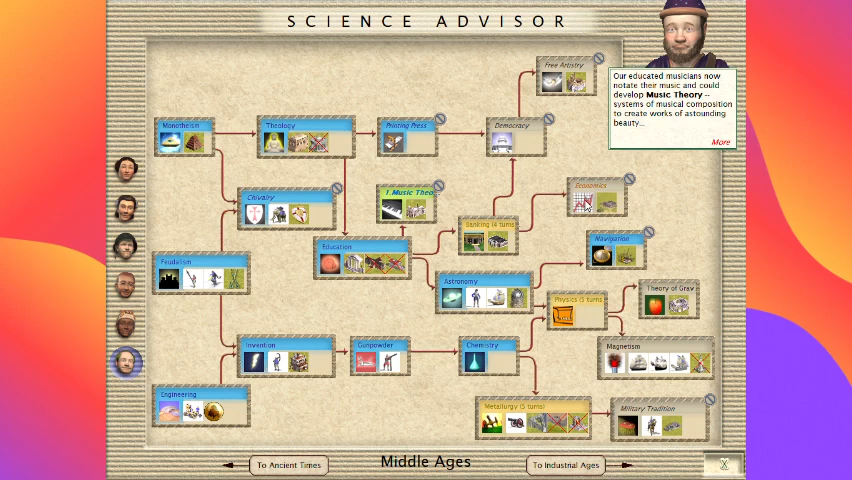 SCIENCE ADVISOR
Our educated musicians now
notate their music and could
develop Music Theory --
systems of musical composition
to create works of astounding
beauty...
More
Free Artistry
Monotheism
Theology
Printing Press
Democracy
Chivalry
1.Music Theo
Economics
Banking (4 turns
Education
Navigation
Feudalism
Astronomy
Theory of Grav
Physics (5 turns
Invention
Gunpowder
Chemistry
Magnetism
Engineering
Metallurgy (5 turns)
Military Tradition
To Ancient Times
Middle Ages
To Industrial Ages
X